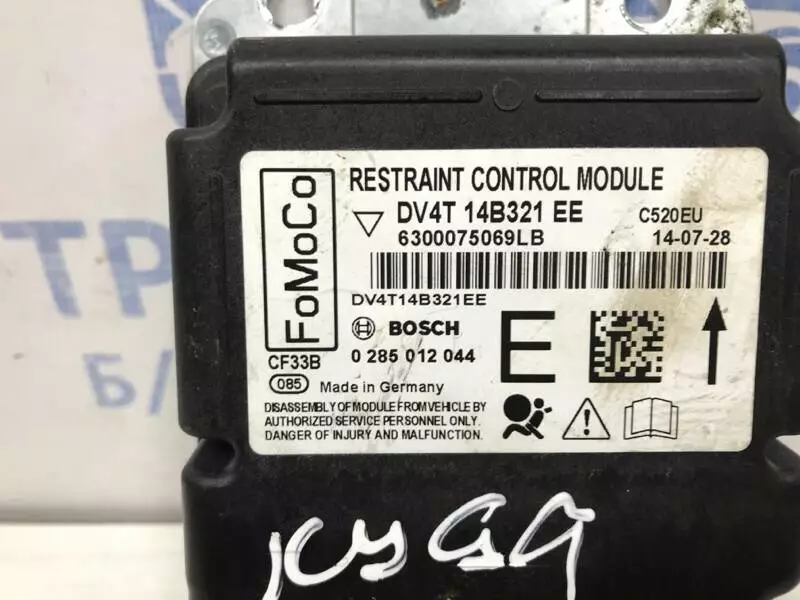 FoMoCo
RESTRAINT CONTROL MODULE
DV4T 14B321 EE
C520EU
6300075069LB
14-07-28
DV4T14B321EE
BOSCH
0 285 012 044
E
CF33B
085
Made in Germany
DISASSEMBLY OF MODULE FROM VEHICLE BY
AUTHORIZED SERVICE PERSONNEL ONLY.
DANGER OF INJURY AND MALFUNCTION.